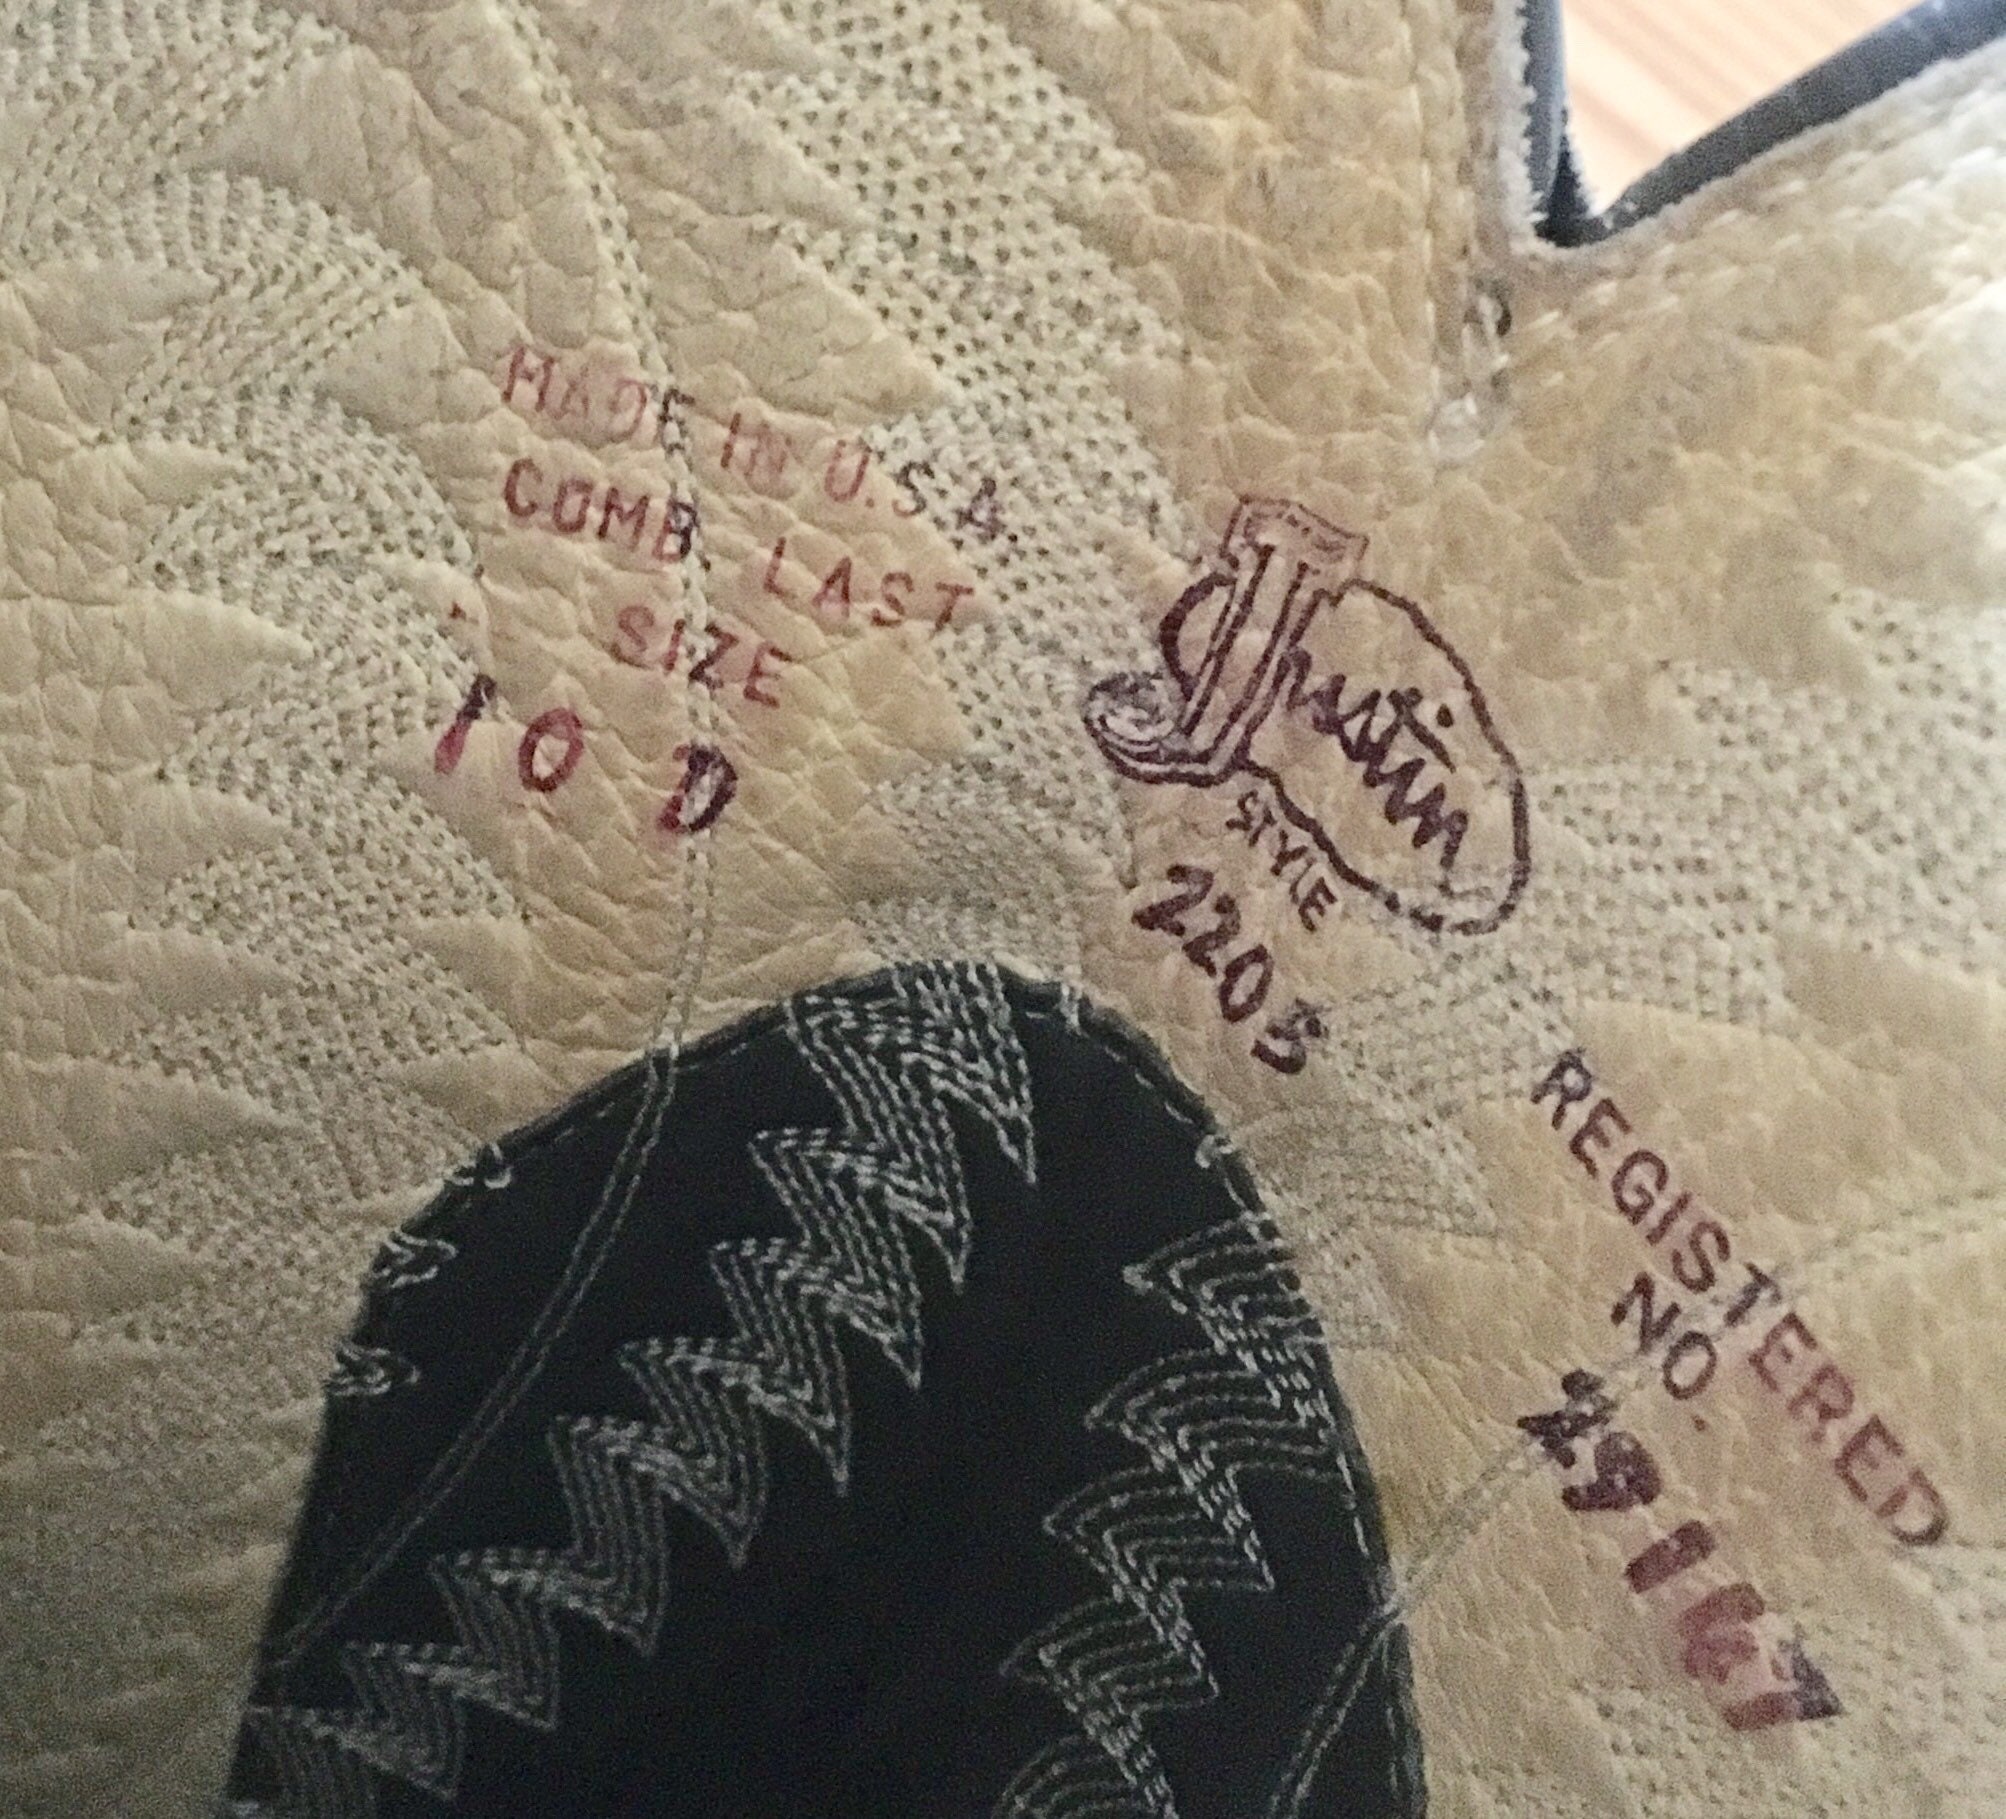 MADE IN U.S.A.
COMB LAST
SIZE
10 D
Justin
STYLE
2205
REGISTERED
NO.